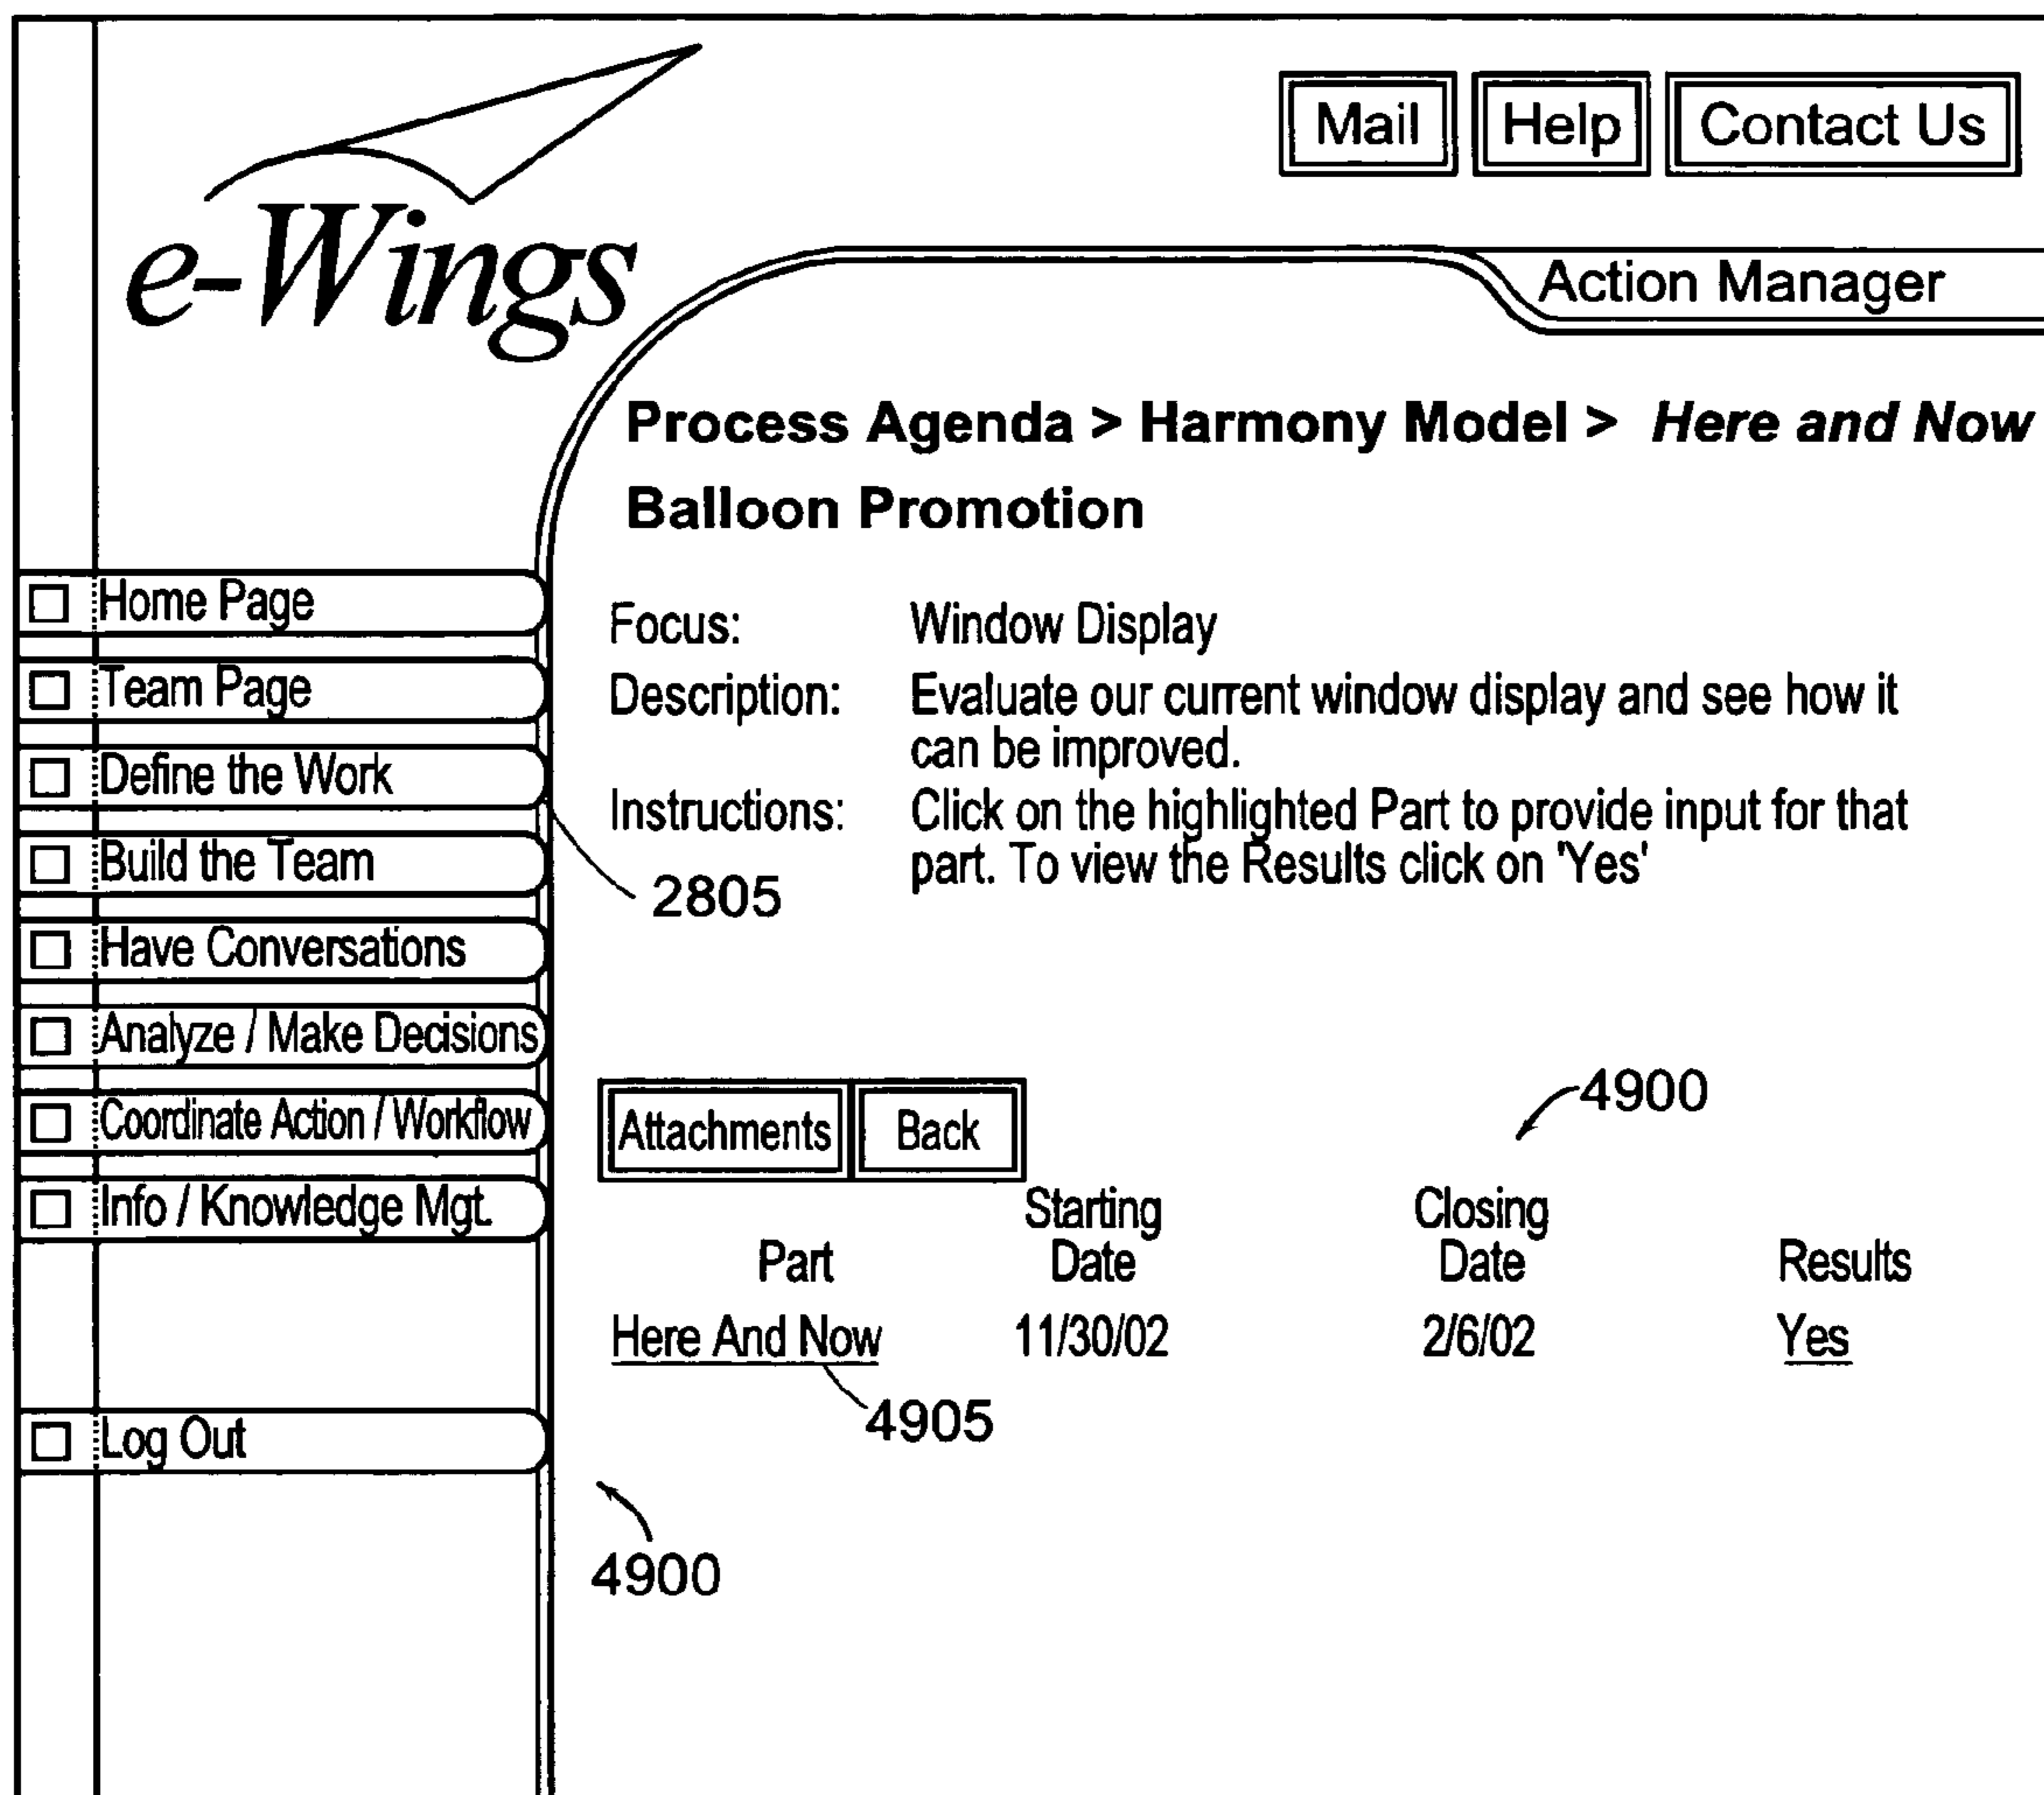 Mail Help Contact Us
e-Wings
Action Manager
Process Agenda > Harmony Model > Here and Now
Balloon Promotion
Home Page
Team Page
Define the Work
Build the Team
Have Conversations
Analyze / Make Decisions
Coordinate Action / Workflow
Info / Knowledge Mgt.
Log Out
Focus: Window Display
Description: Evaluate our current window display and see how it
can be improved.
Instructions: Click on the highlighted Part to provide input for that
part. To view the Results click on 'Yes'
2805
4900
Attachments Back
Part Starting Date Closing Date Results
Here And Now 11/30/02 2/6/02 Yes
4905
4900